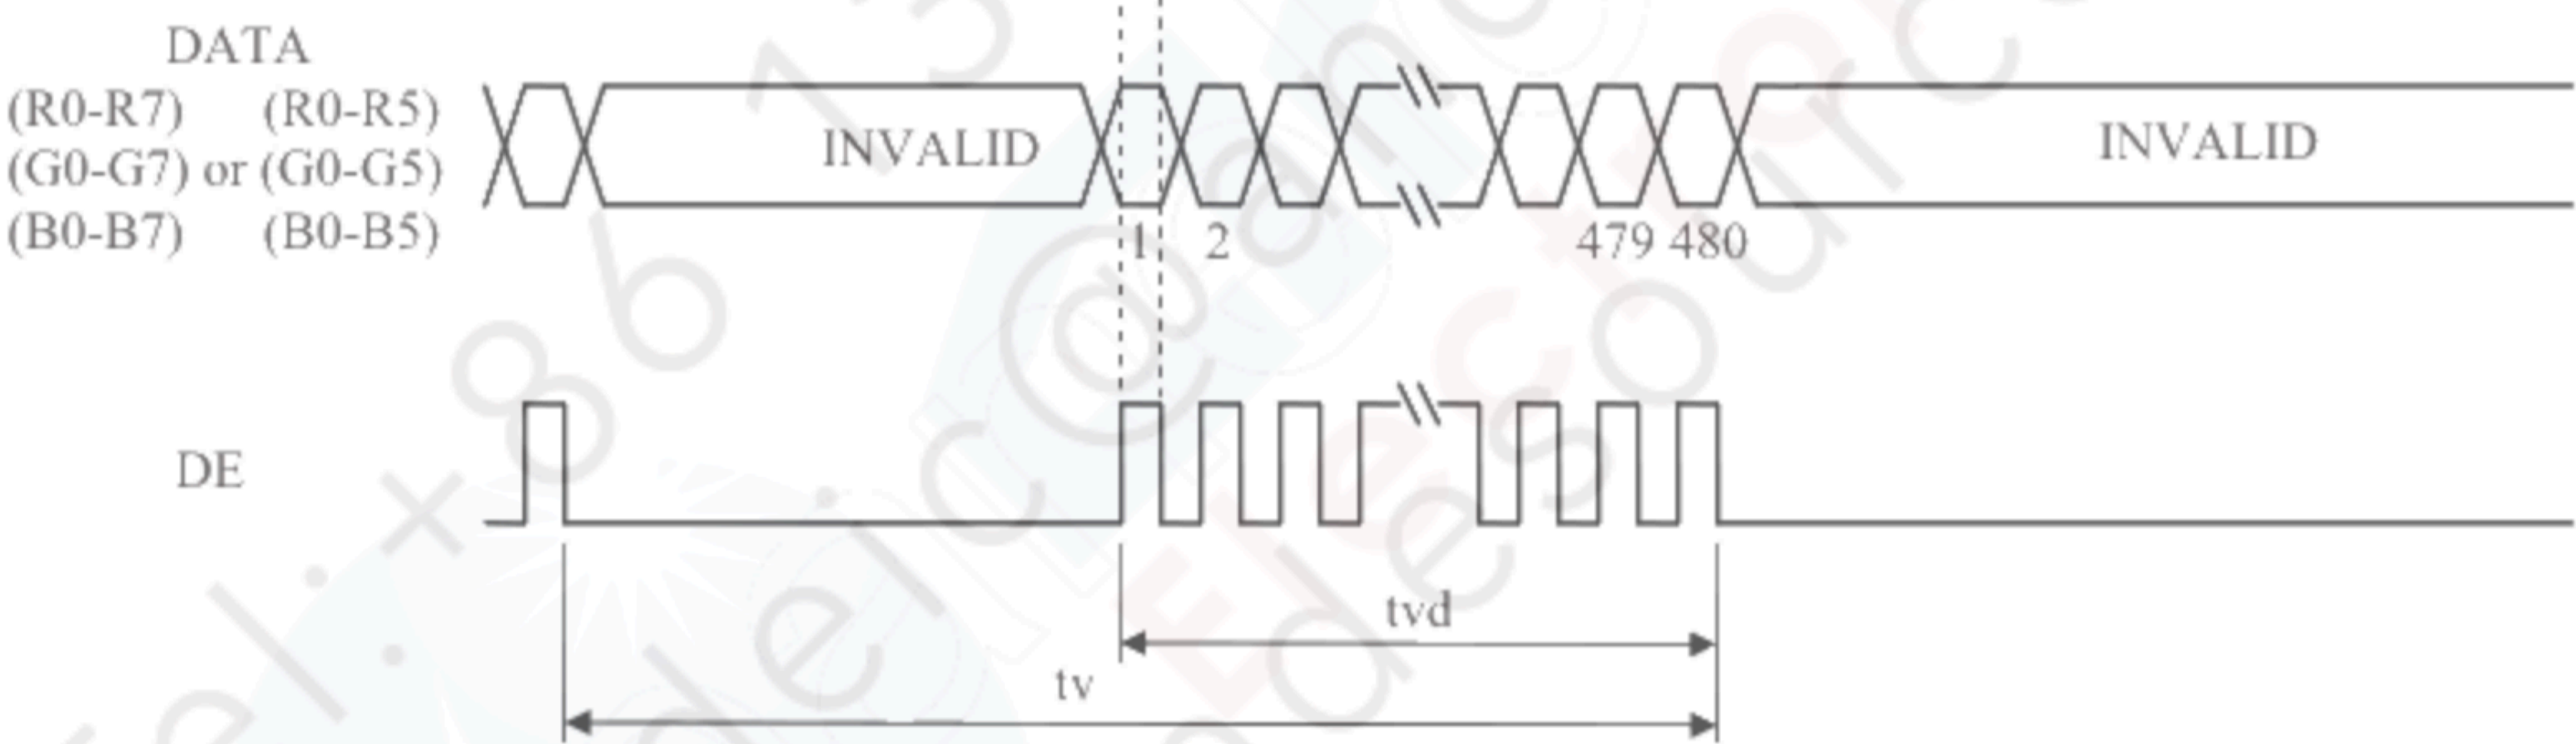 DATA
(R0-R7) (R0-R5)
(G0-G7) or (G0-G5)
(B0-B7) (B0-B5)
INVALID
INVALID
1 2 479 480
DE
tvd
tv